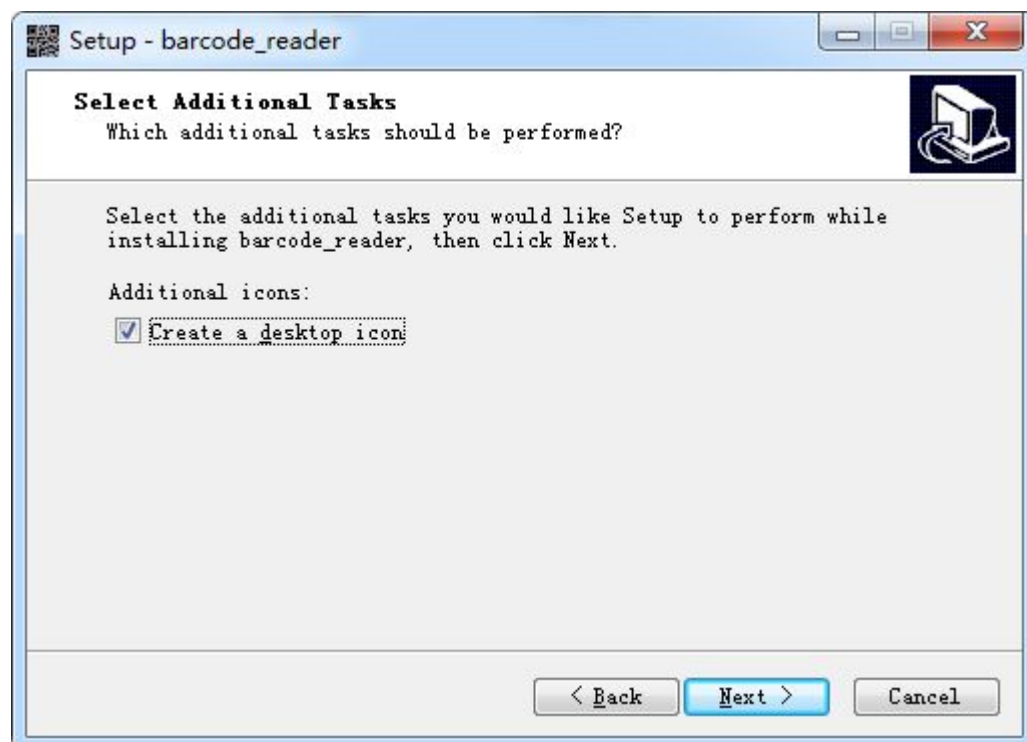 Setup - barcode_reader
Select Additional Tasks
Which additional tasks should be performed?
Select the additional tasks you would like Setup to perform while
installing barcode_reader, then click Next.
Additional icons:
Create a desktop icon
< Back Next > Cancel